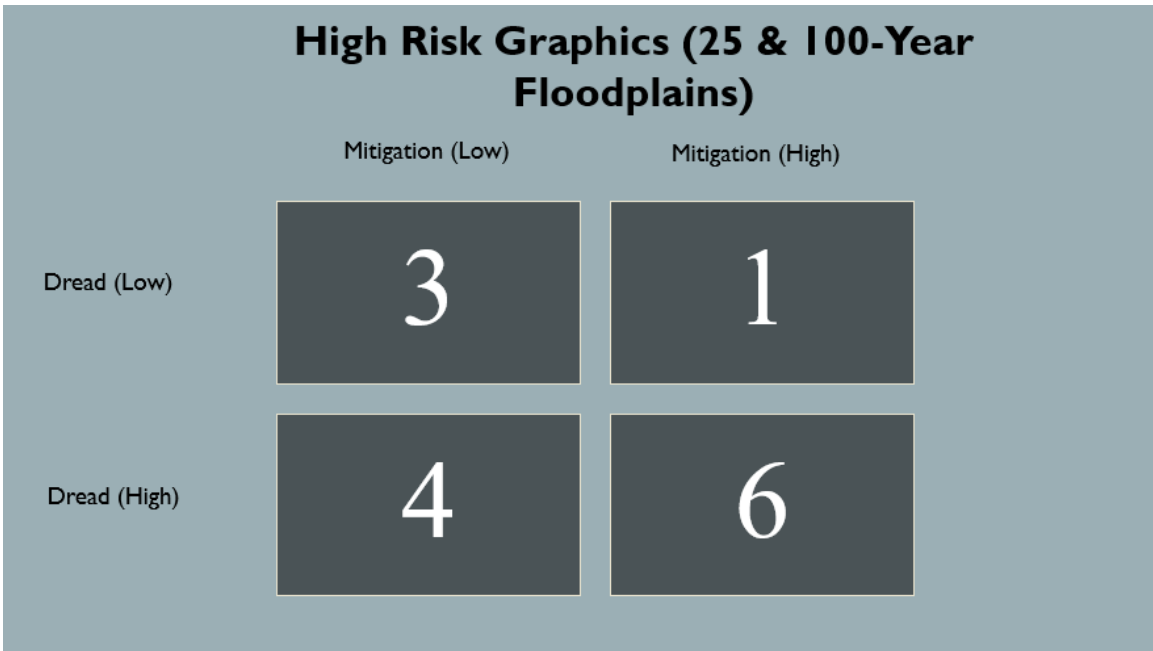 High Risk Graphics (25 & 100-Year
Floodplains)
Mitigation (Low)
Mitigation (High)
Dread (Low)
3
1
Dread (High)
4
6